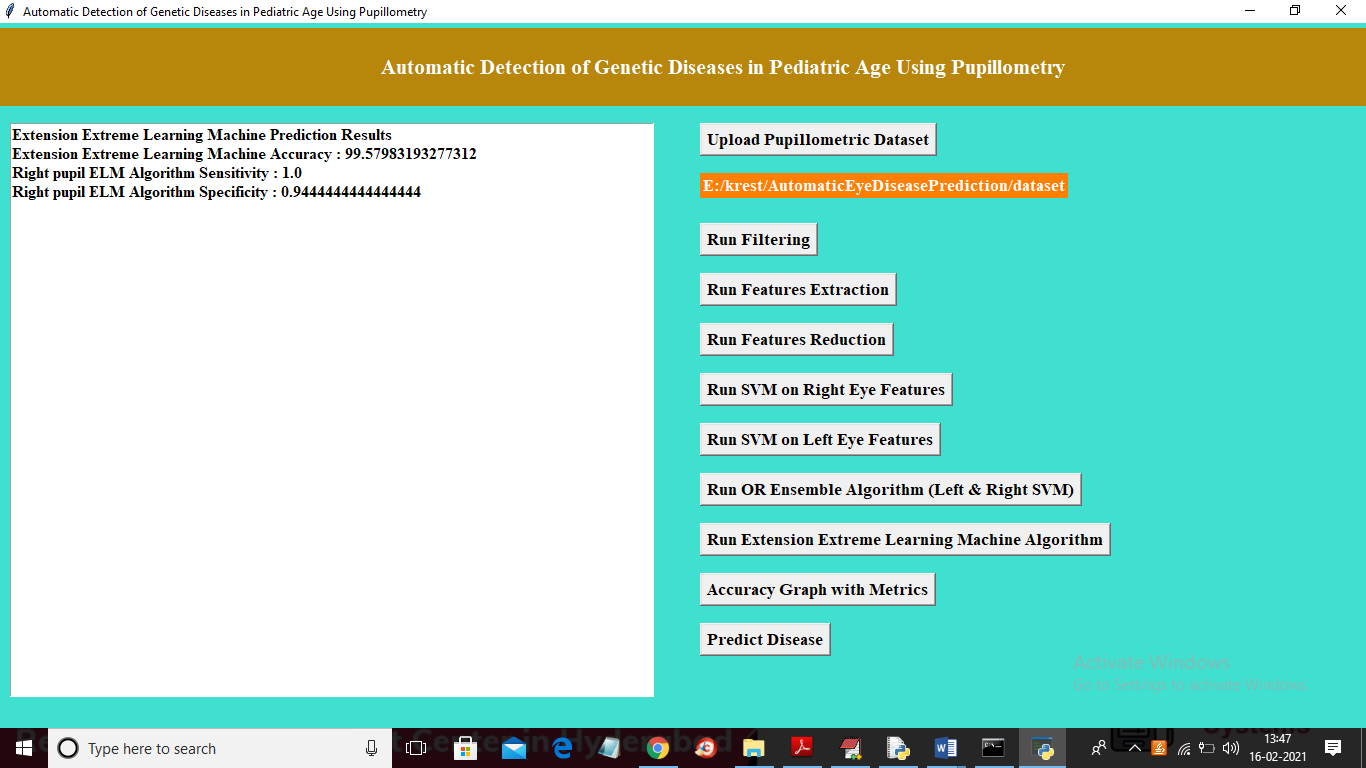 Automatic Detection of Genetic Diseases in Pediatric Age Using Pupillometry
Automatic Detection of Genetic Diseases in Pediatric Age Using Pupillometry
Extension Extreme Learning Machine Prediction Results
Extension Extreme Learning Machine Accuracy : 99.57983193277312
Right pupil ELM Algorithm Sensitivity : 1.0
Right pupil ELM Algorithm Specificity : 0.9444444444444444
Upload Pupillometric Dataset
E:/krest/AutomaticEyeDiseasePrediction/dataset
Run Filtering
Run Features Extraction
Run Features Reduction
Run SVM on Right Eye Features
Run SVM on Left Eye Features
Run OR Ensemble Algorithm (Left & Right SVM)
Run Extension Extreme Learning Machine Algorithm
Accuracy Graph with Metrics
Predict Disease
Activate Windows
Go to Settings to activate Windows.
Type here to search
13:47
16-02-2021